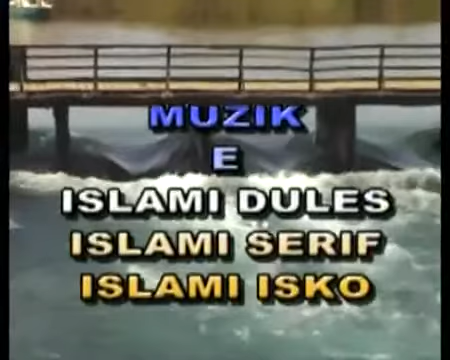 MUZIK
E
ISLAMI DULES
ISLAMI SERIF
ISLAMI ISKO